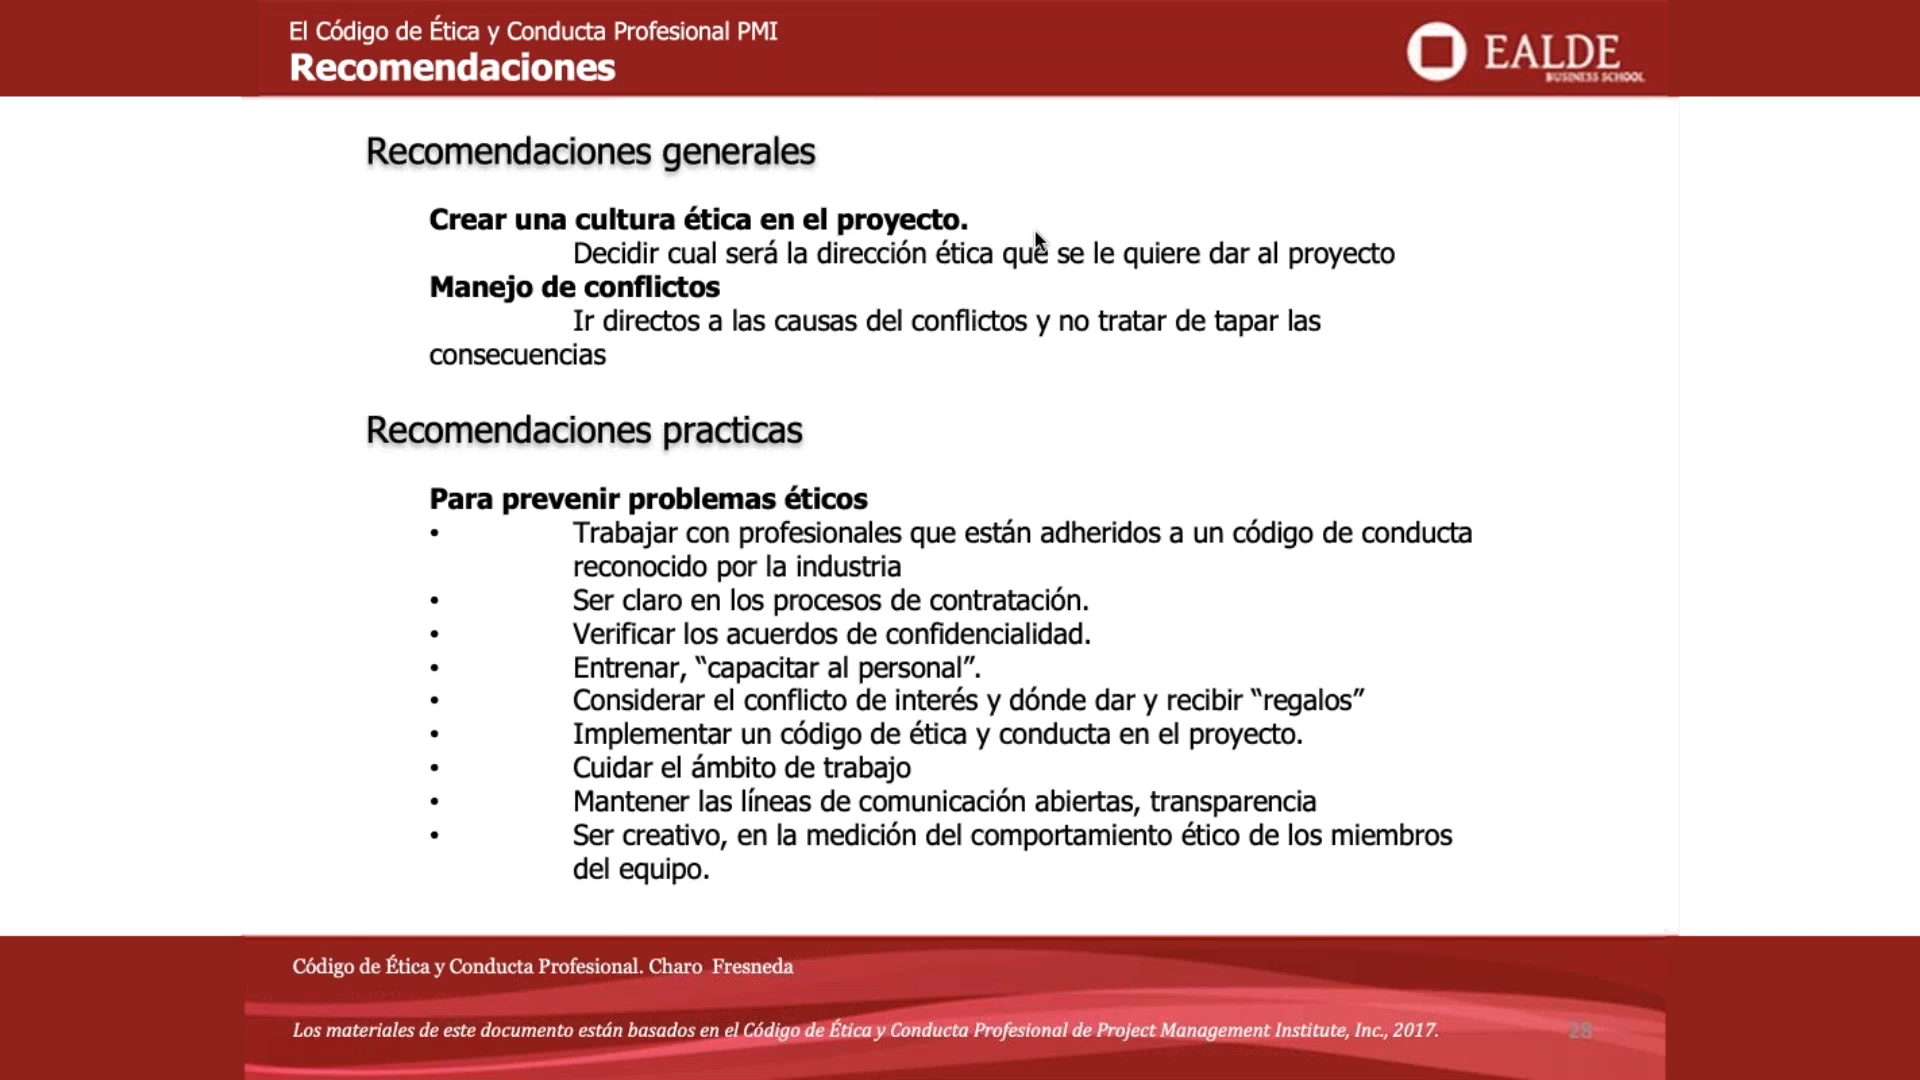 El Código de Ética y Conducta Profesional PMI
Recomendaciones
EALDE
BUSINESS SCHOOL
Recomendaciones generales
Crear una cultura ética en el proyecto.
Decidir cual será la dirección ética que se le quiere dar al proyecto
Manejo de conflictos
Ir directos a las causas del conflictos y no tratar de tapar las
consecuencias
Recomendaciones practicas
Para prevenir problemas éticos
• Trabajar con profesionales que están adheridos a un código de conducta
reconocido por la industria
• Ser claro en los procesos de contratación.
• Verificar los acuerdos de confidencialidad.
• Entrenar, “capacitar al personal”.
• Considerar el conflicto de interés y dónde dar y recibir “regalos”
• Implementar un código de ética y conducta en el proyecto.
• Cuidar el ámbito de trabajo
• Mantener las líneas de comunicación abiertas, transparencia
• Ser creativo, en la medición del comportamiento ético de los miembros
del equipo.
Código de Ética y Conducta Profesional. Charo Fresneda
Los materiales de este documento están basados en el Código de Ética y Conducta Profesional de Project Management Institute, Inc., 2017.
28